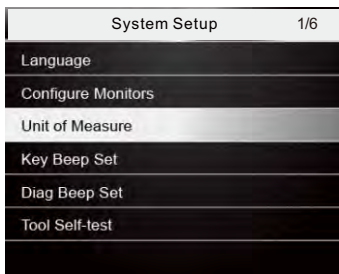 System Setup 1/6
Language
Configure Monitors
Unit of Measure
Key Beep Set
Diag Beep Set
Tool Self-test